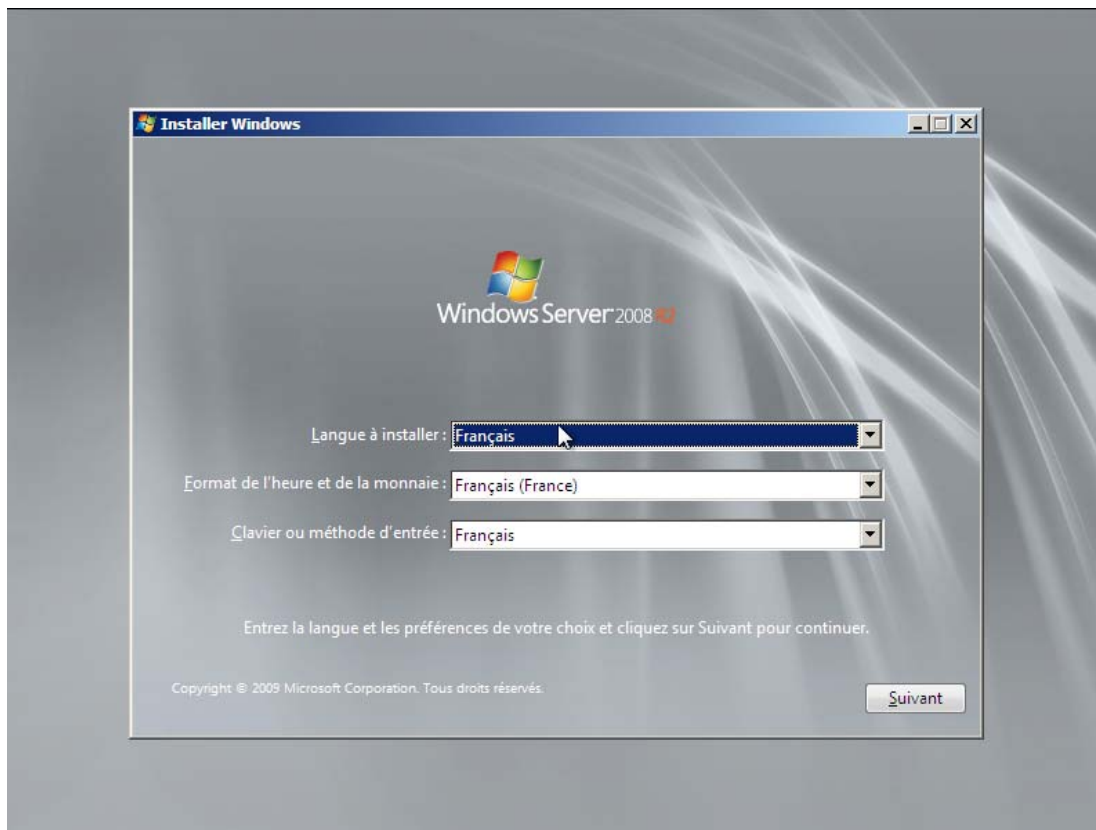 Installer Windows
Windows Server 2008 R2
Langue à installer : Français
Format de l'heure et de la monnaie : Français (France)
Clavier ou méthode d'entrée : Français
Entrez la langue et les préférences de votre choix et cliquez sur Suivant pour continuer.
Copyright © 2009 Microsoft Corporation. Tous droits réservés.
Suivant